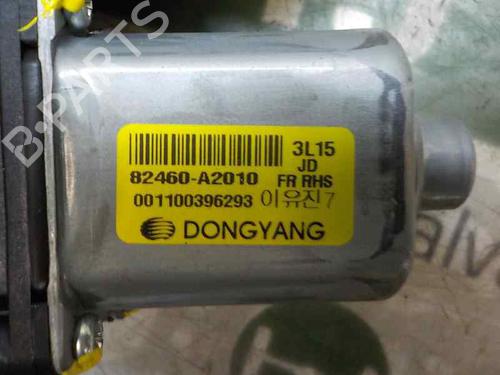 B-PARTS
3L15
JD
82460-A2010 FR RHS
001100396293 이유진7
DONGYANG